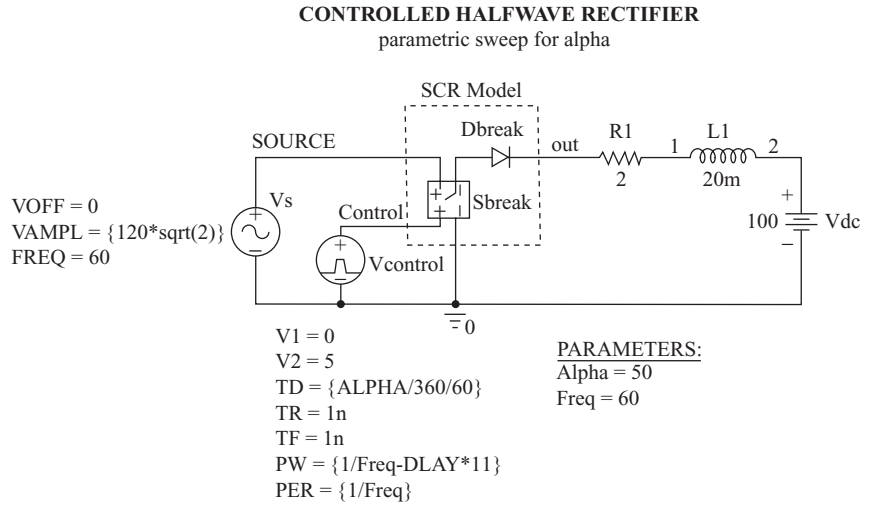 CONTROLLED HALFWAVE RECTIFIER
parametric sweep for alpha
SCR Model
Dbreak
out
R1
1
L1
2
SOURCE
2
20m
+
Vs
Control
Sbreak
VOFF = 0
VAMPL = {120*sqrt(2)}
FREQ = 60
Vcontrol
100
Vdc
0
V1 = 0
V2 = 5
TD = {ALPHA/360/60}
TR = 1n
TF = 1n
PW = {1/Freq-DLAY*11}
PER = {1/Freq}
PARAMETERS:
Alpha = 50
Freq = 60